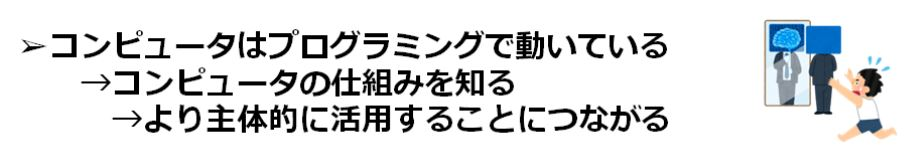 ➢コンピュータはプログラミングで動いている
→コンピュータの仕組みを知る
→より主体的に活用することにつながる